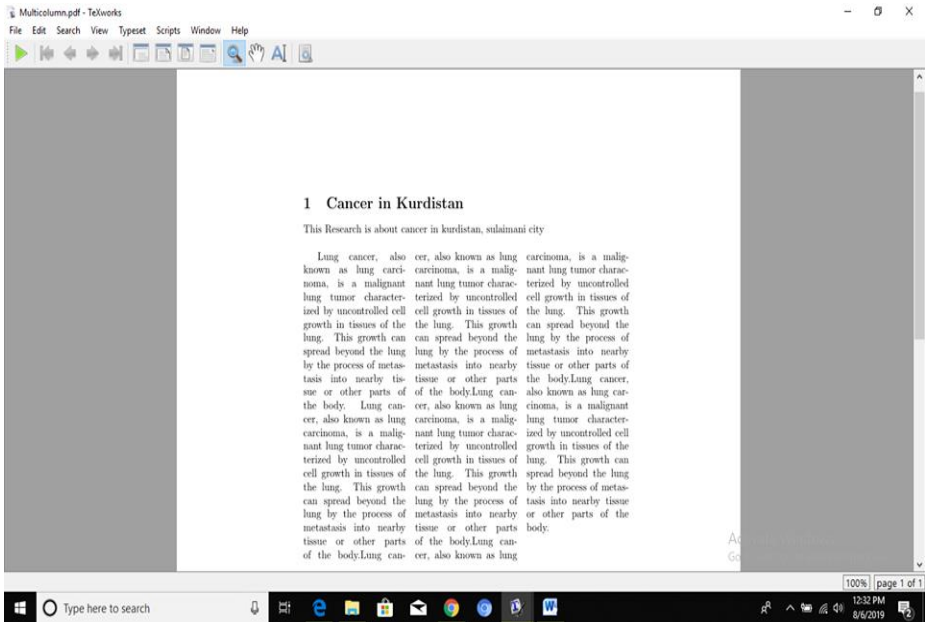 Multicolumn.pdf - TeXworks
File Edit Search View Typeset Scripts Window Help
1 Cancer in Kurdistan
This Research is about cancer in kurdistan, sulaimani city
Lung cancer, also
known as lung carci-
noma, is a malignant
lung tumor character-
ized by uncontrolled cell
growth in tissues of the
lung. This growth can
spread beyond the lung
by the process of metas-
tasis into nearby tis-
sue or other parts of
the body. Lung can-
cer, also known as lung
carcinoma, is a malig-
nant lung tumor charac-
terized by uncontrolled
cell growth in tissues of
the lung. This growth
can spread beyond the
lung by the process of
metastasis into nearby
tissue or other parts
of the body.Lung can-
cer, also known as lung
carcinoma, is a malig-
nant lung tumor charac-
terized by uncontrolled
cell growth in tissues of
the lung. This growth
can spread beyond the
lung by the process of
metastasis into nearby
tissue or other parts
of the body.Lung can-
cer, also known as lung
carcinoma, is a malig-
nant lung tumor charac-
terized by uncontrolled
cell growth in tissues of
the lung. This growth
can spread beyond the
lung by the process of
metastasis into nearby
tissue or other parts
of the body.Lung can-
cer, also known as lung
carcinoma, is a malig-
nant lung tumor charac-
terized by uncontrolled
cell growth in tissues of
the lung. This growth
can spread beyond the
lung by the process of
metastasis into nearby
tissue or other parts of
the body.Lung cancer,
also known as lung car-
cinoma, is a malignant
lung tumor character-
ized by uncontrolled cell
growth in tissues of the
lung. This growth can
spread beyond the lung
by the process of metas-
tasis into nearby tissue
or other parts of the
body.
100% page 1 of 1
Type here to search
12:32 PM
8/6/2019